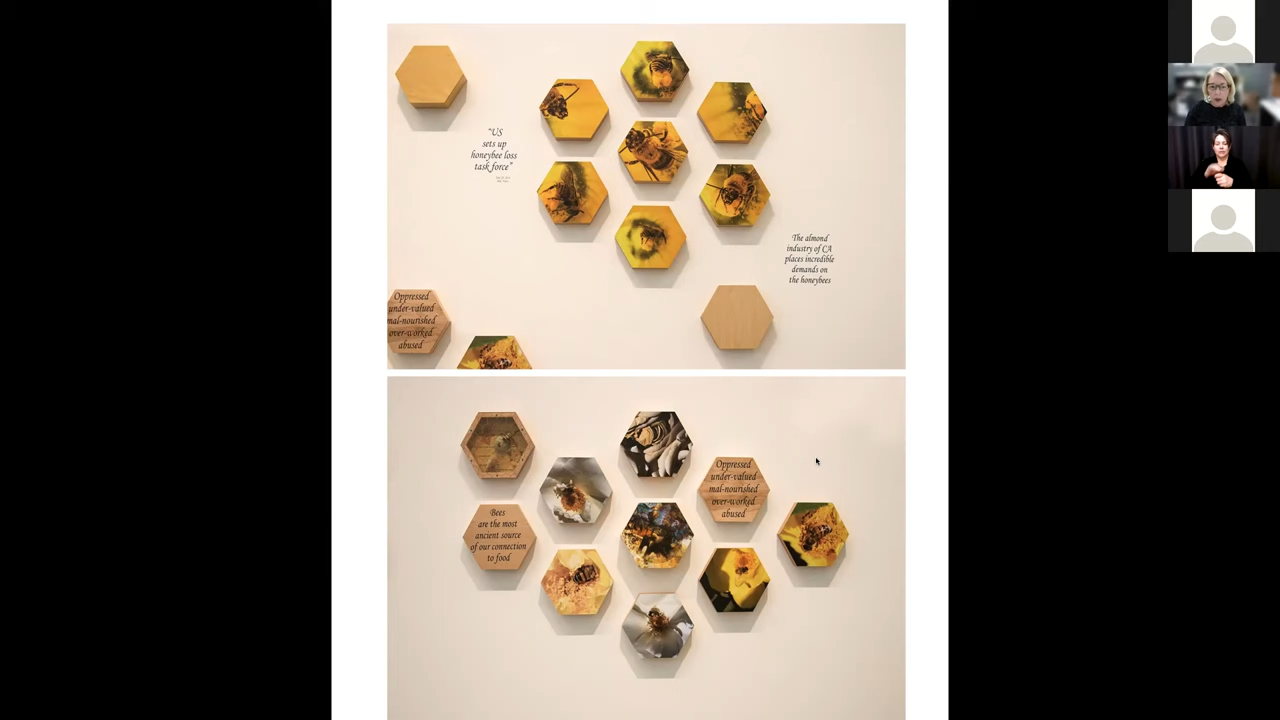 “US
sets up
honeybee loss
task force”
The almond
industry of CA
places incredible
demands on
the honeybees
Oppressed
under-valued
mal-nourished
over-worked
abused
Oppressed
under-valued
mal-nourished
over-worked
abused
Bees
are the most
ancient source
of our connection
to food